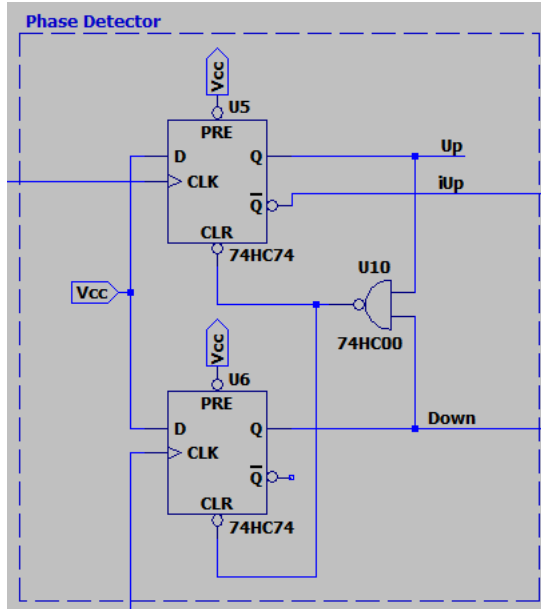 Phase Detector
Vcc
U5
PRE
D
Q
Up
CLK
Q
iUp
CLR
74HC74
U10
Vcc
74HC00
Vcc
U6
PRE
D
Q
Down
CLK
Q
CLR
74HC74